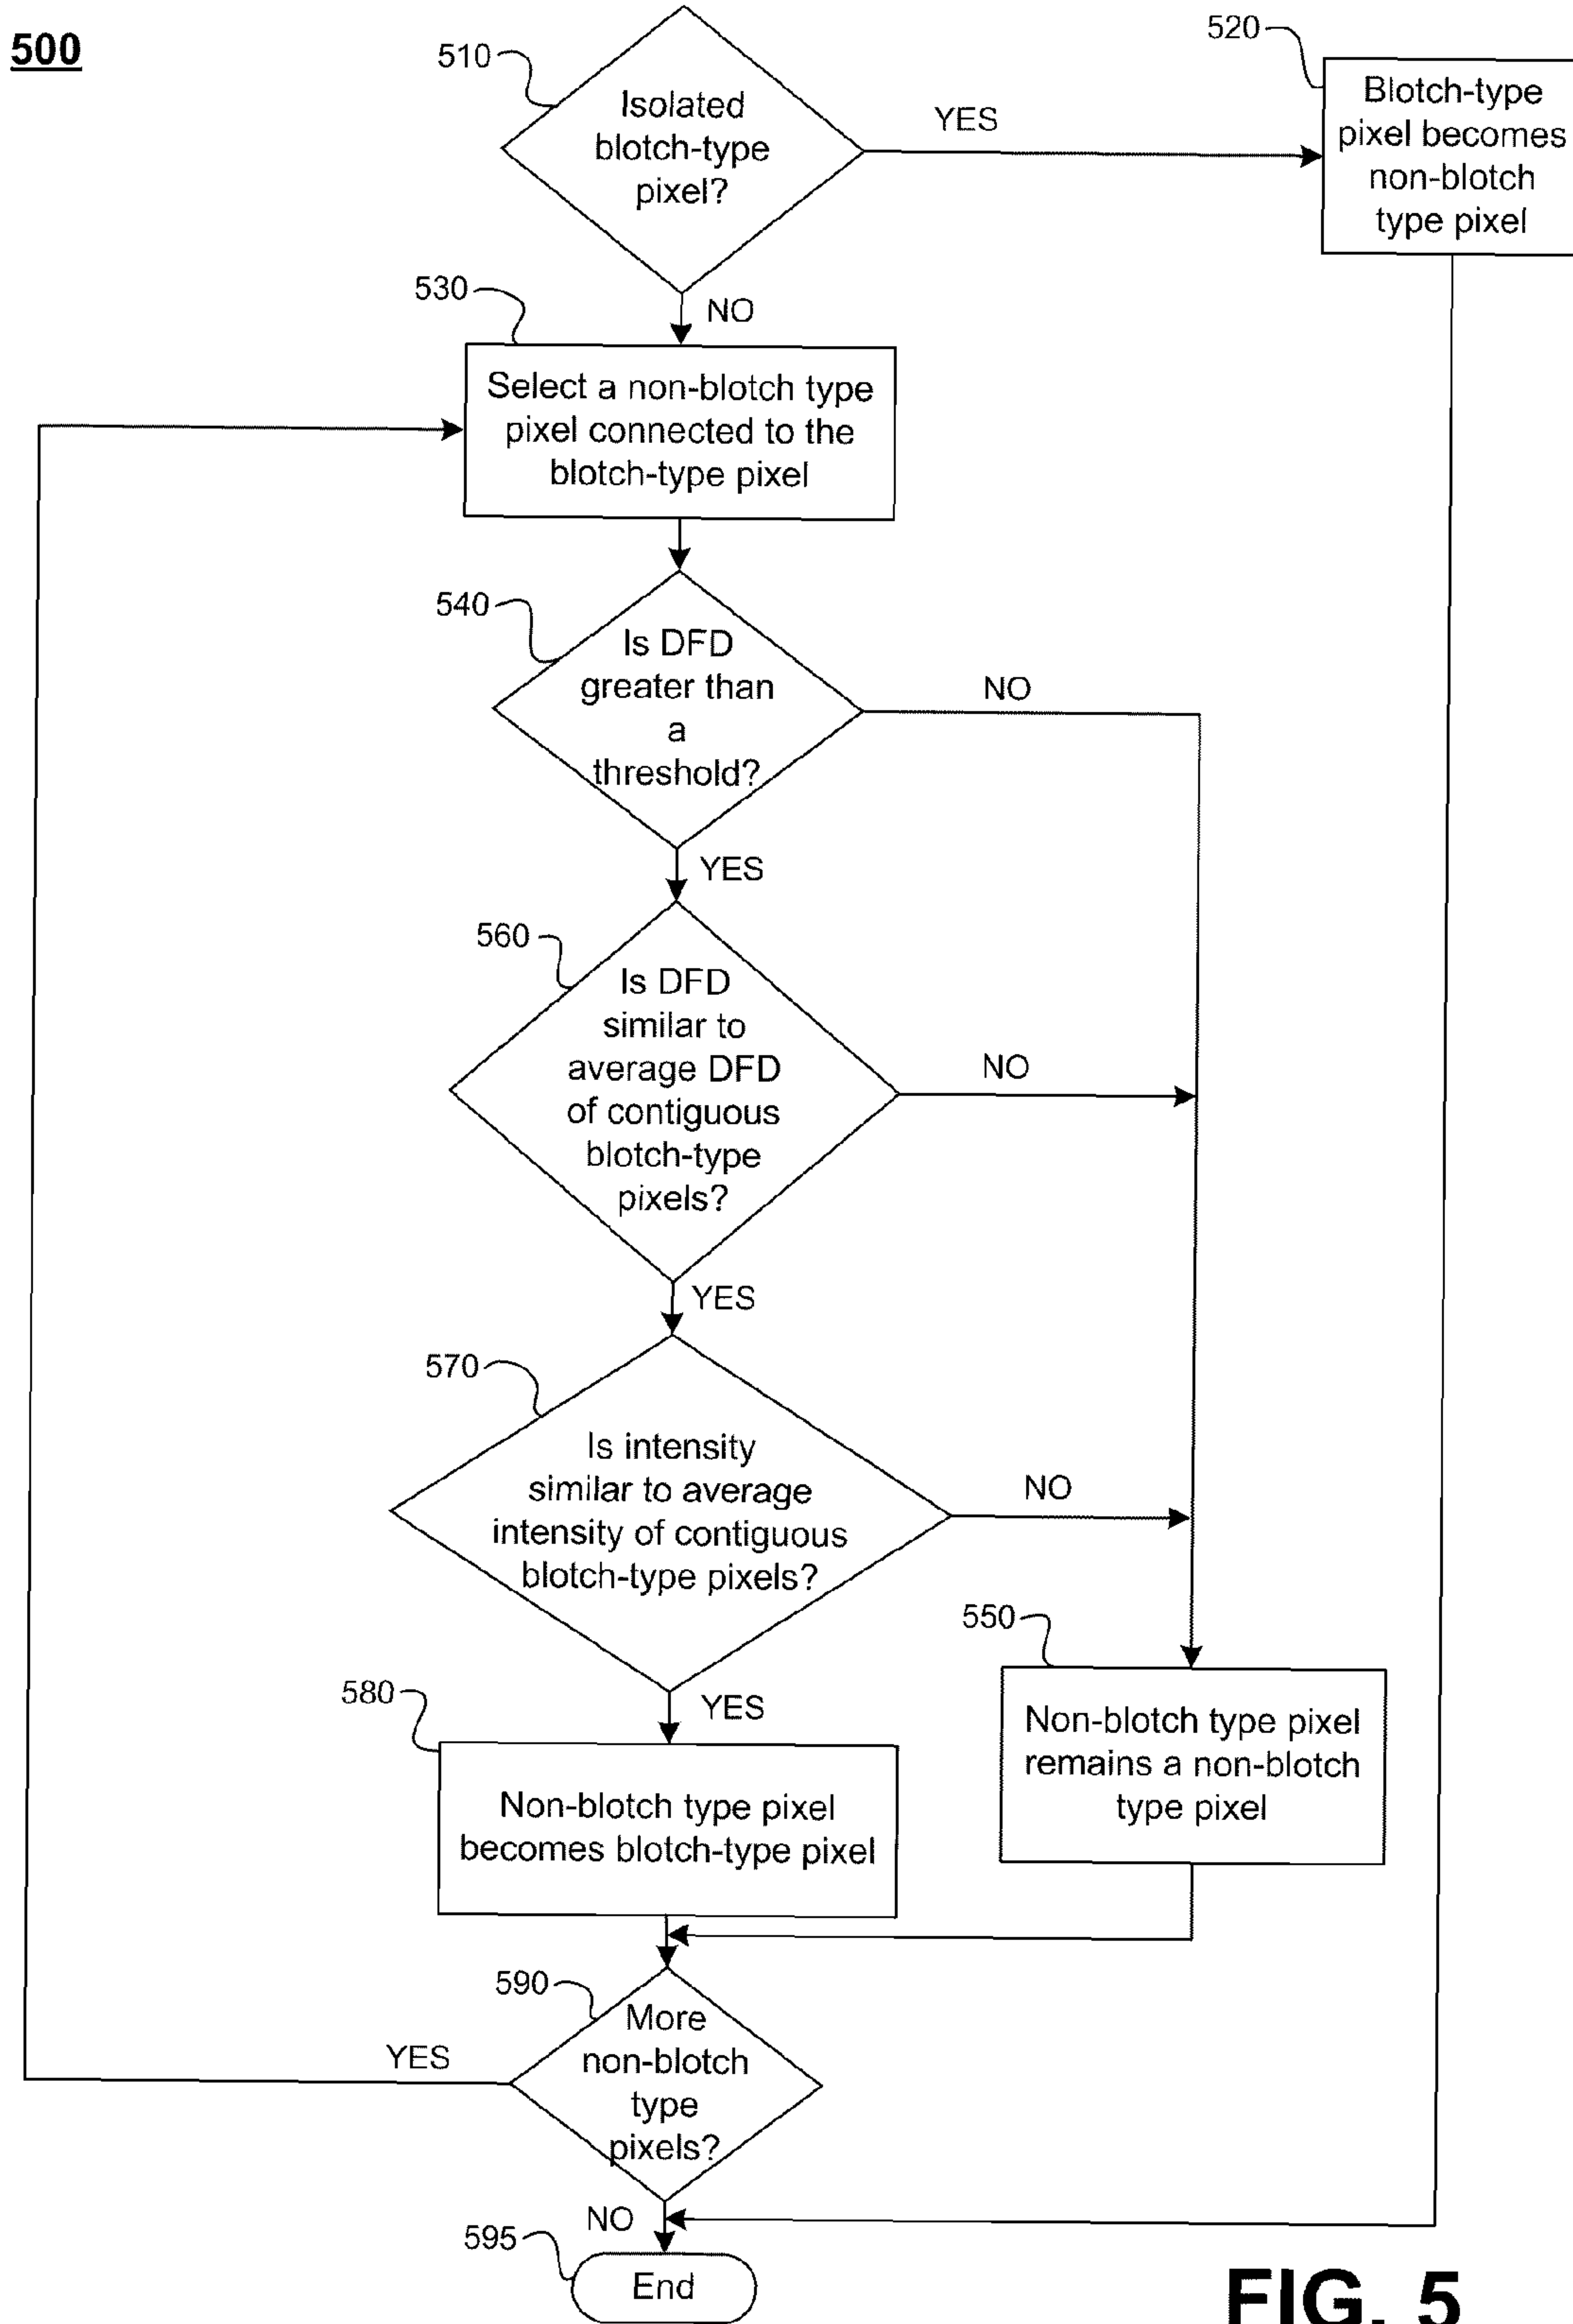 500
510
Isolated
blotch-type
pixel?
YES
520
Blotch-type
pixel becomes
non-blotch
type pixel
NO
530
Select a non-blotch type
pixel connected to the
blotch-type pixel
540
Is DFD
greater than
a
threshold?
NO
YES
560
Is DFD
similar to
average DFD
of contiguous
blotch-type
pixels?
NO
YES
570
Is intensity
similar to average
intensity of contiguous
blotch-type pixels?
NO
YES
550
Non-blotch type pixel
remains a non-blotch
type pixel
580
Non-blotch type pixel
becomes blotch-type pixel
590
More
non-blotch
type
pixels?
YES
NO
595
End
FIG. 5